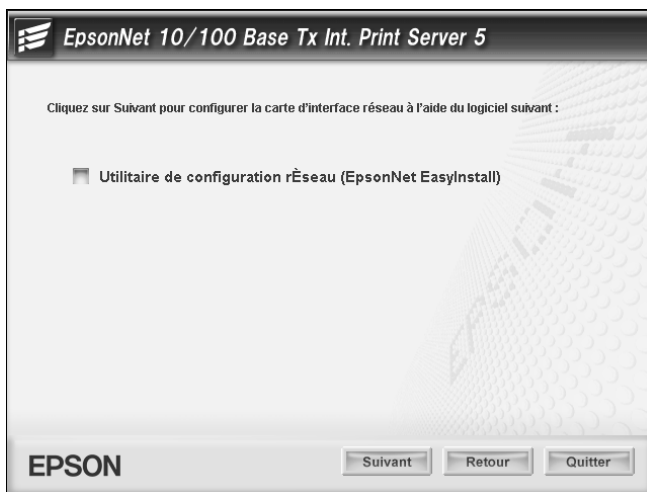 EpsonNet 10/100 Base Tx Int. Print Server 5
Cliquez sur Suivant pour configurer la carte d'interface réseau à l'aide du logiciel suivant :
Utilitaire de configuration rÈseau (EpsonNet EasyInstall)
EPSON
EPSON
Suivant
Retour
Quitter